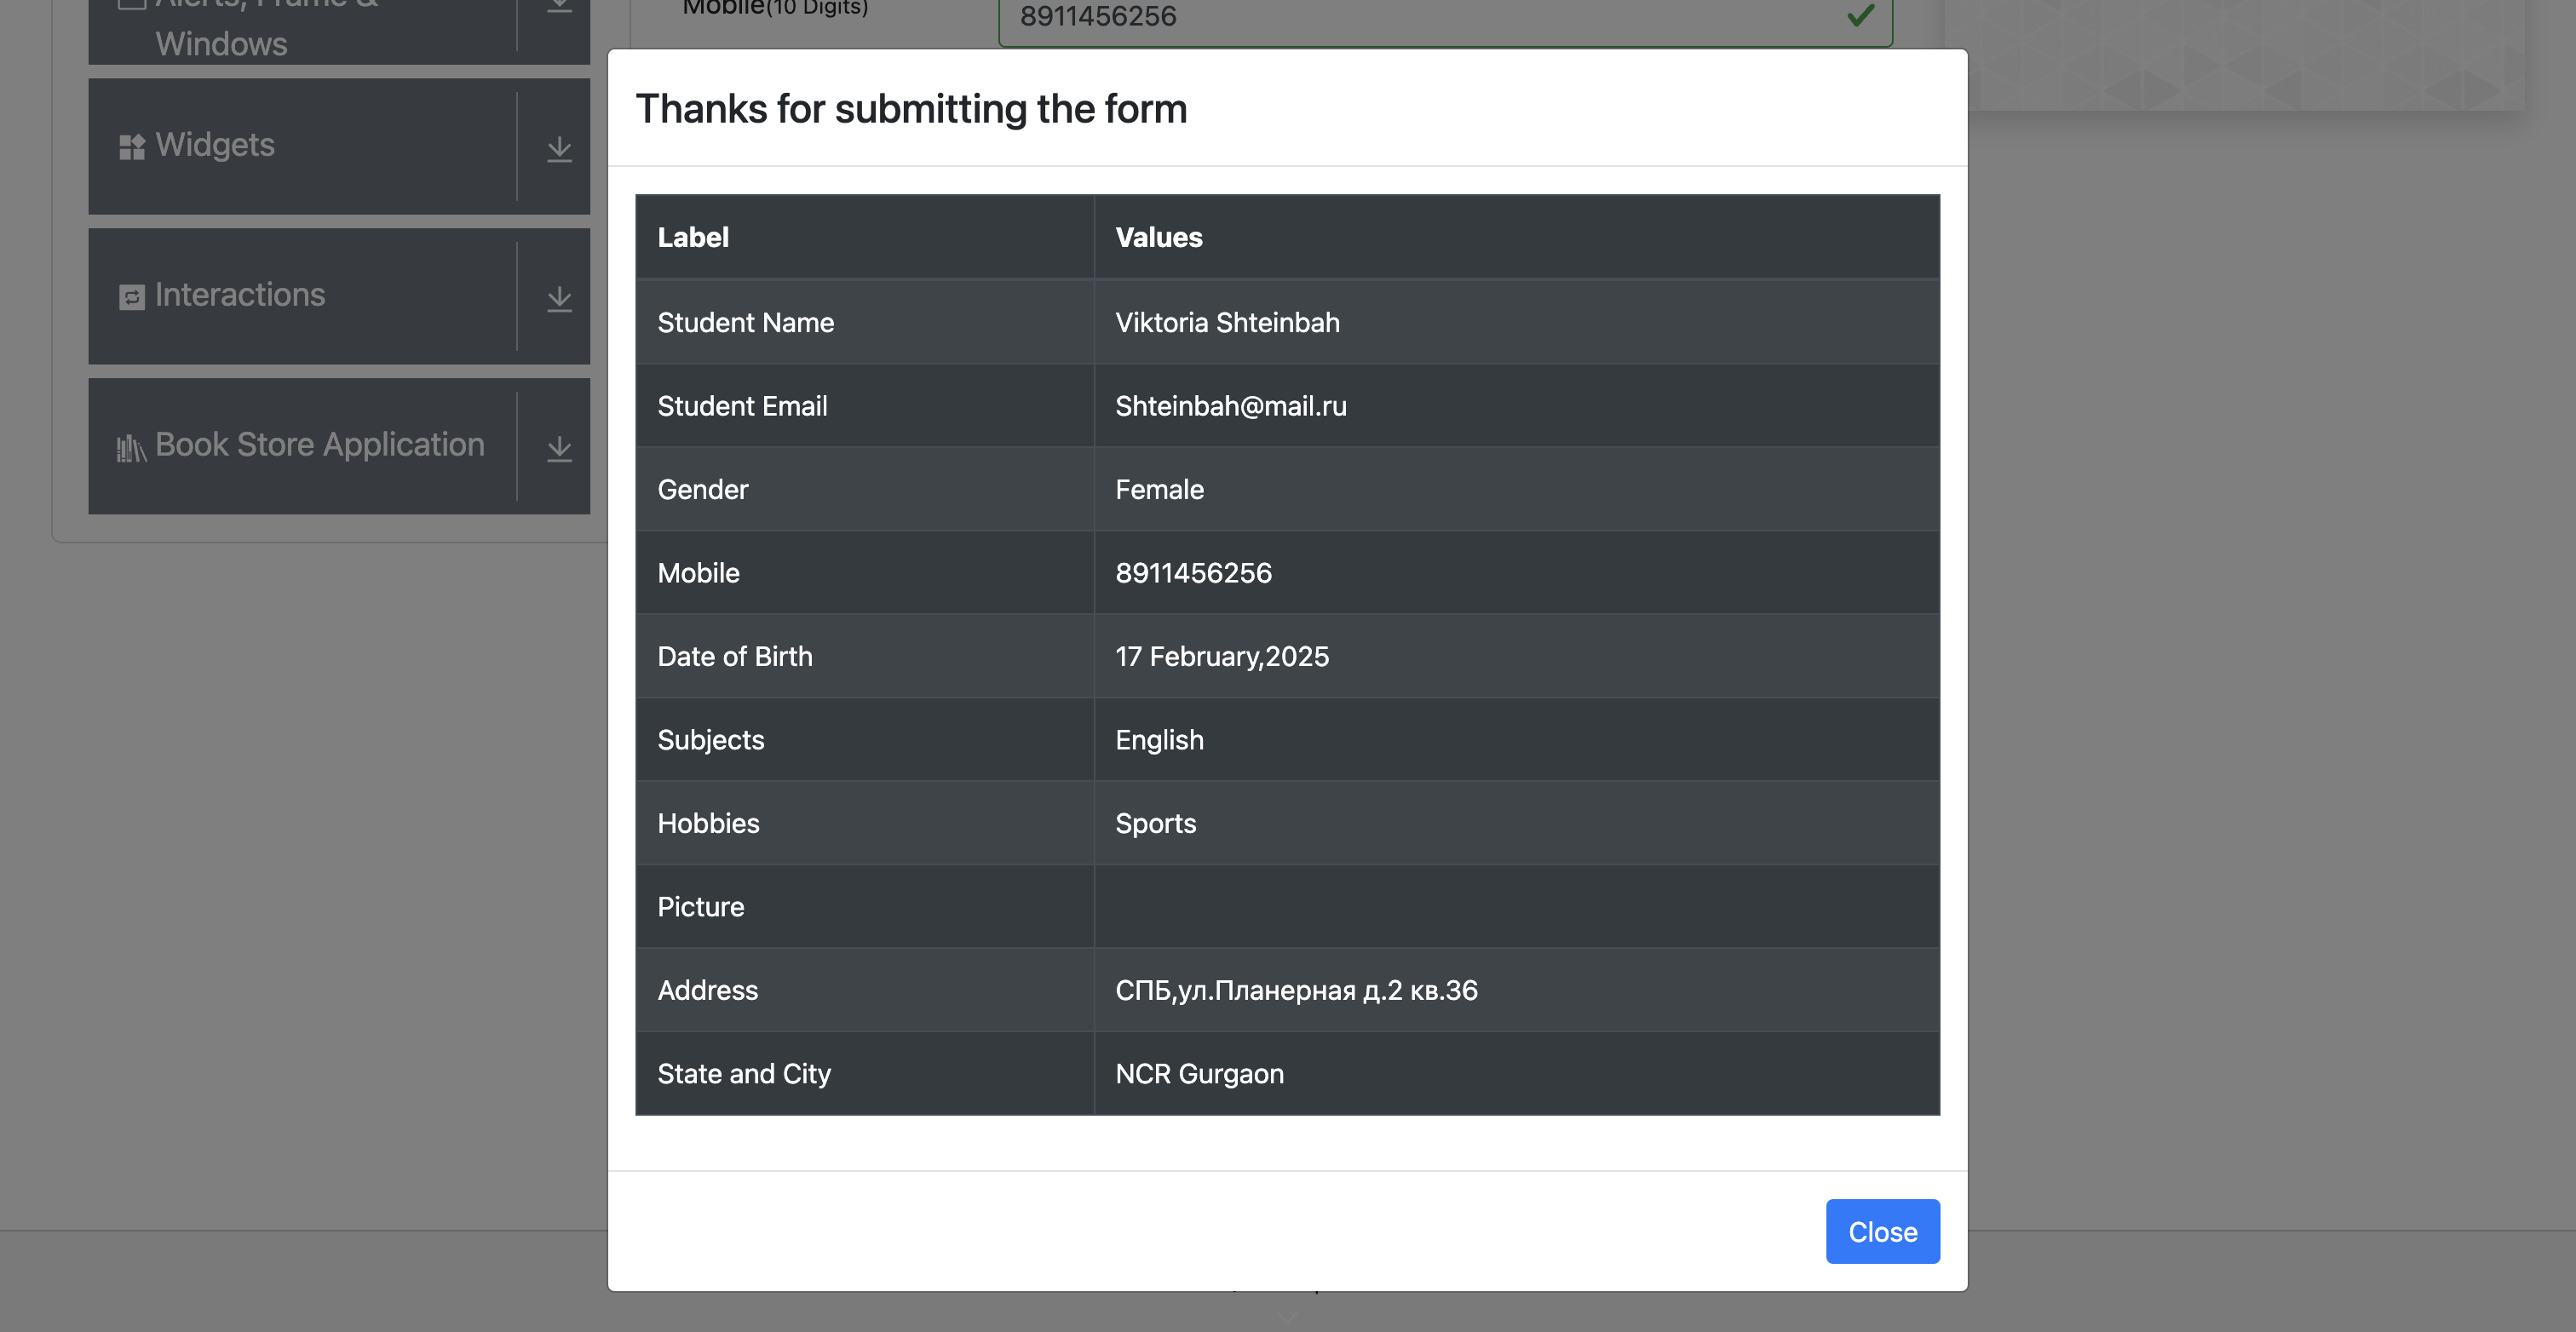 Alerts, Frame &
Windows
Widgets
Interactions
Book Store Application
Mobile(10 Digits)
8911456256
Thanks for submitting the form
Label Values
Student Name Viktoria Shteinbah
Student Email Shteinbah@mail.ru
Gender Female
Mobile 8911456256
Date of Birth 17 February,2025
Subjects English
Hobbies Sports
Picture
Address СПБ,ул.Планерная д.2 кв.36
State and City NCR Gurgaon
Close